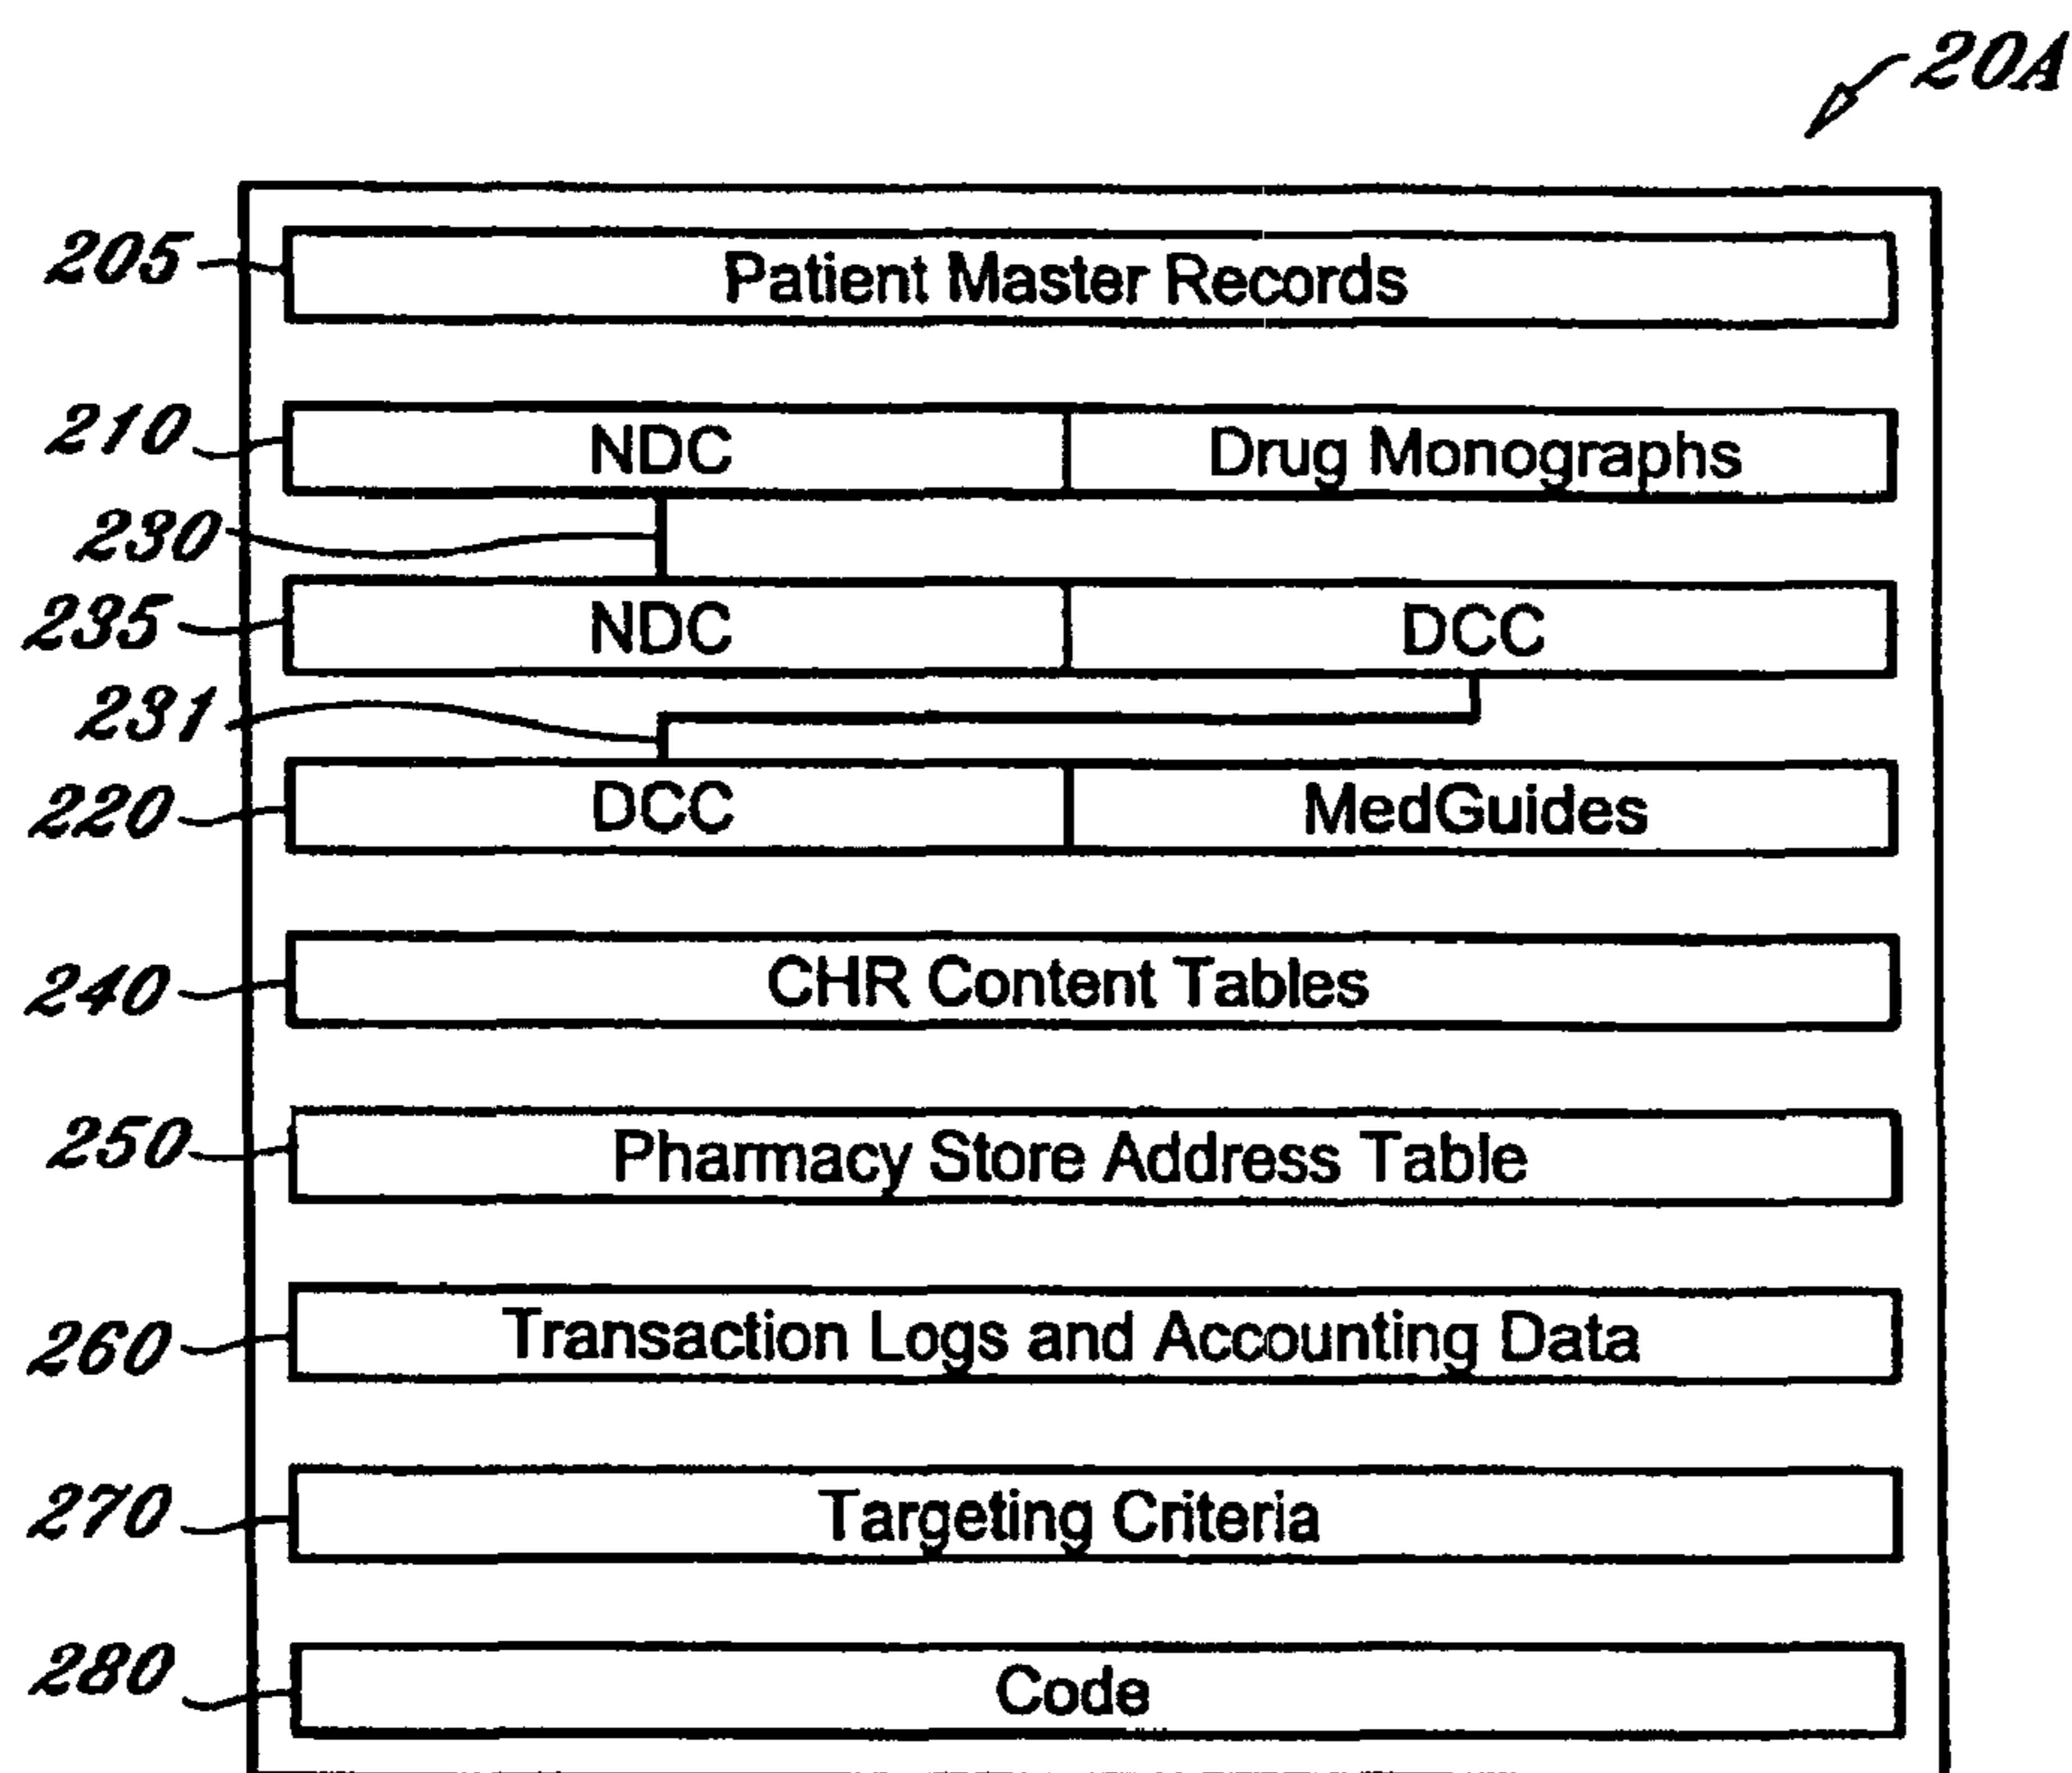 20A
205 Patient Master Records
210 NDC Drug Monographs
230
235 NDC DCC
231
220 DCC MedGuides
240 CHR Content Tables
250 Pharmacy Store Address Table
260 Transaction Logs and Accounting Data
270 Targeting Criteria
280 Code